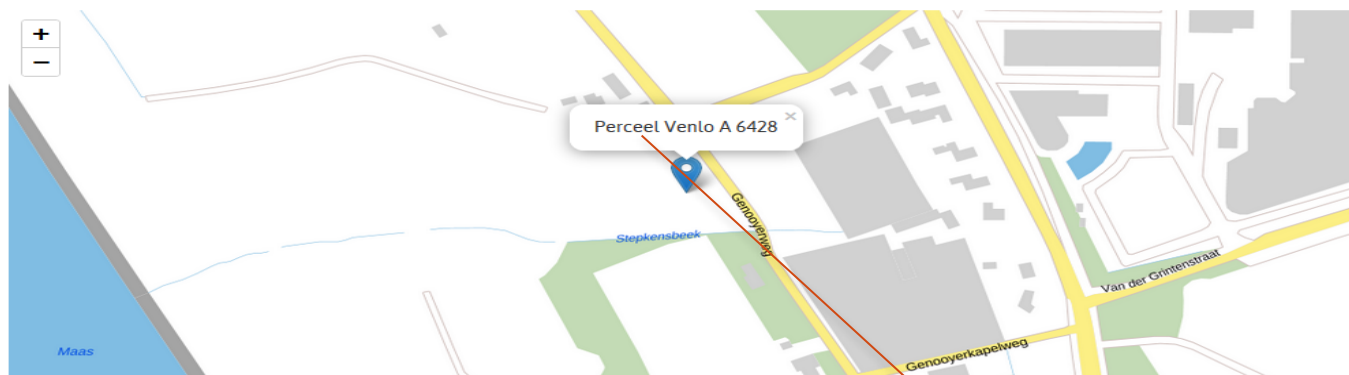 +
−
Perceel Venlo A 6428
×
Genooyerweg
Stepkensbeek
Van der Grintenstraat
Genooyerkapelweg
Maas